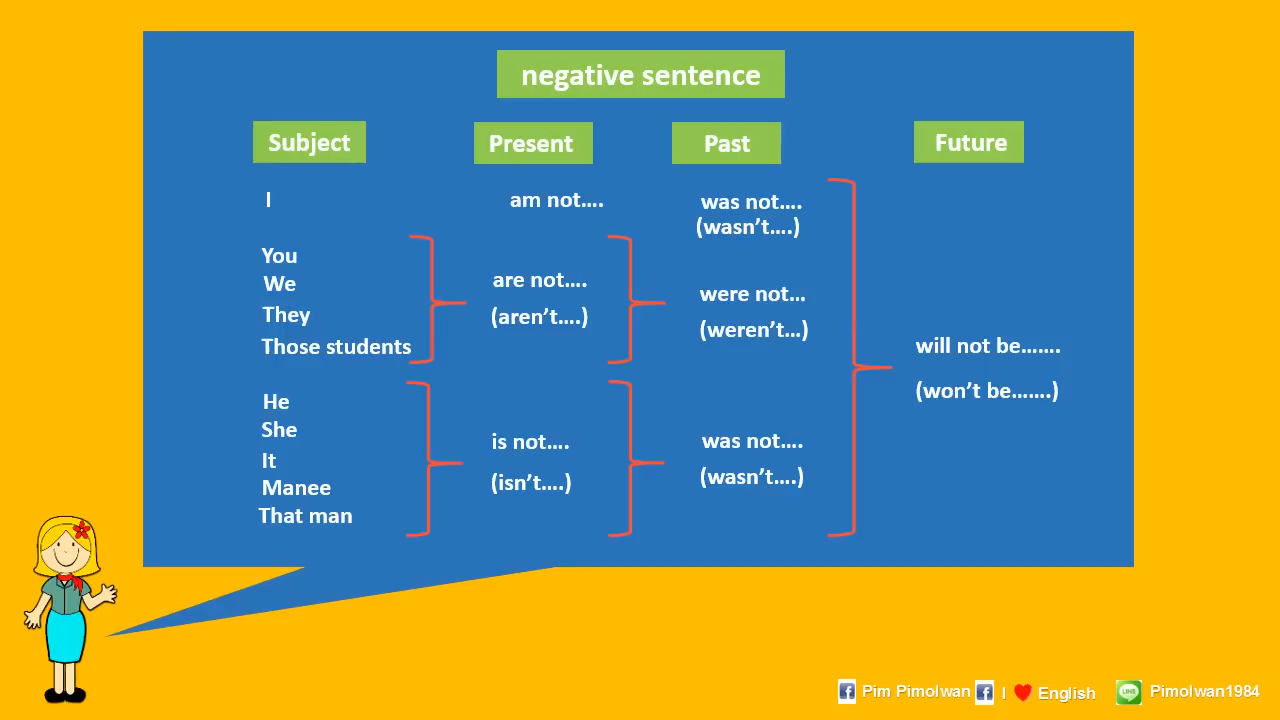 negative sentence
Subject Present Past Future
I am not.... was not....
(wasn't....)
You
We
They
Those students
are not....
(aren't....)
were not...
(weren't...)
will not be.......
(won't be.......)
He
She
It
Manee
That man
is not....
(isn't....)
was not....
(wasn't....)
Pim Pimolwan I ❤ English LINE Pimolwan1984